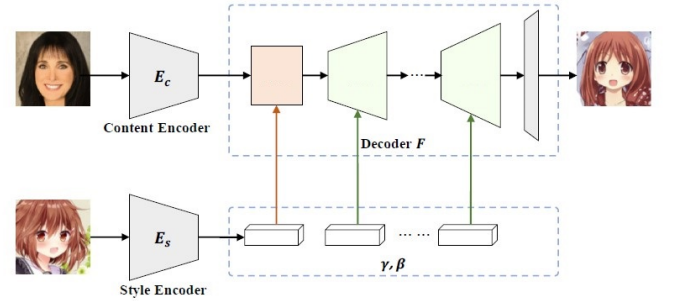 E_c
Content Encoder
...
Decoder F
E_s
... ...
γ, β
Style Encoder